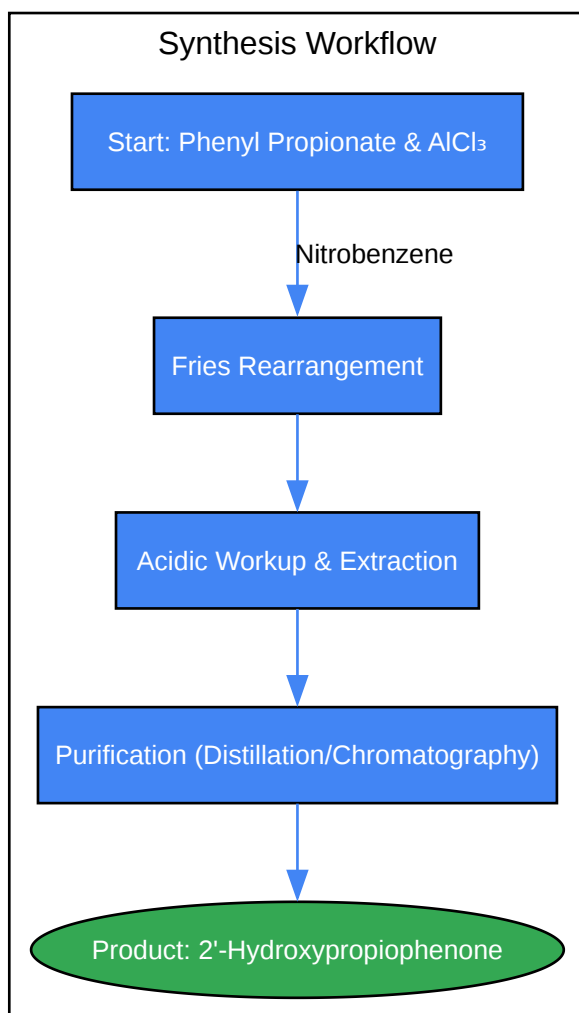 Synthesis Workflow
Start: Phenyl Propionate & AlCl₃
Nitrobenzene
Fries Rearrangement
Acidic Workup & Extraction
Purification (Distillation/Chromatography)
Product: 2'-Hydroxypropiophenone